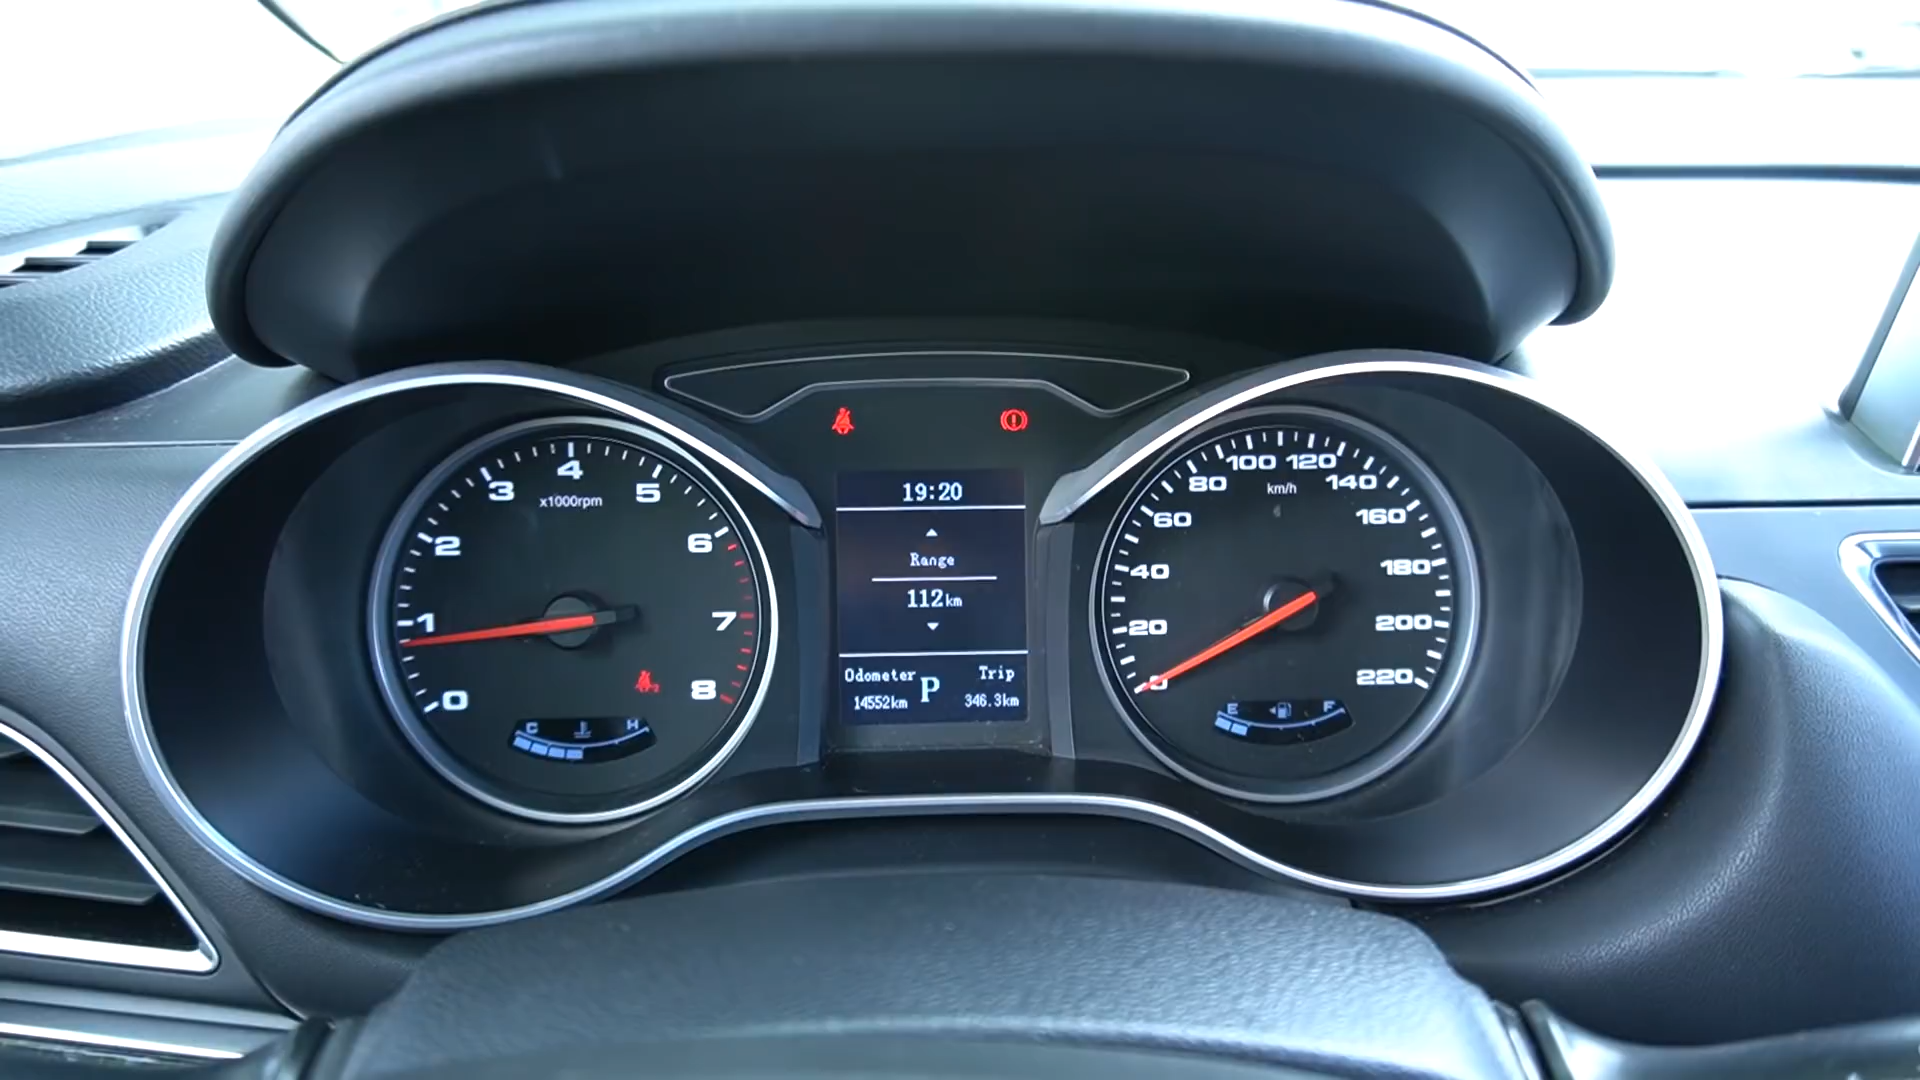 0
1
2
3
4
5
6
7
8
x1000rpm
C H
19:20
Range
112km
Odometer
14552km
P
Trip
346.3km
0
20
40
60
80
100
120
140
160
180
200
220
km/h
E F